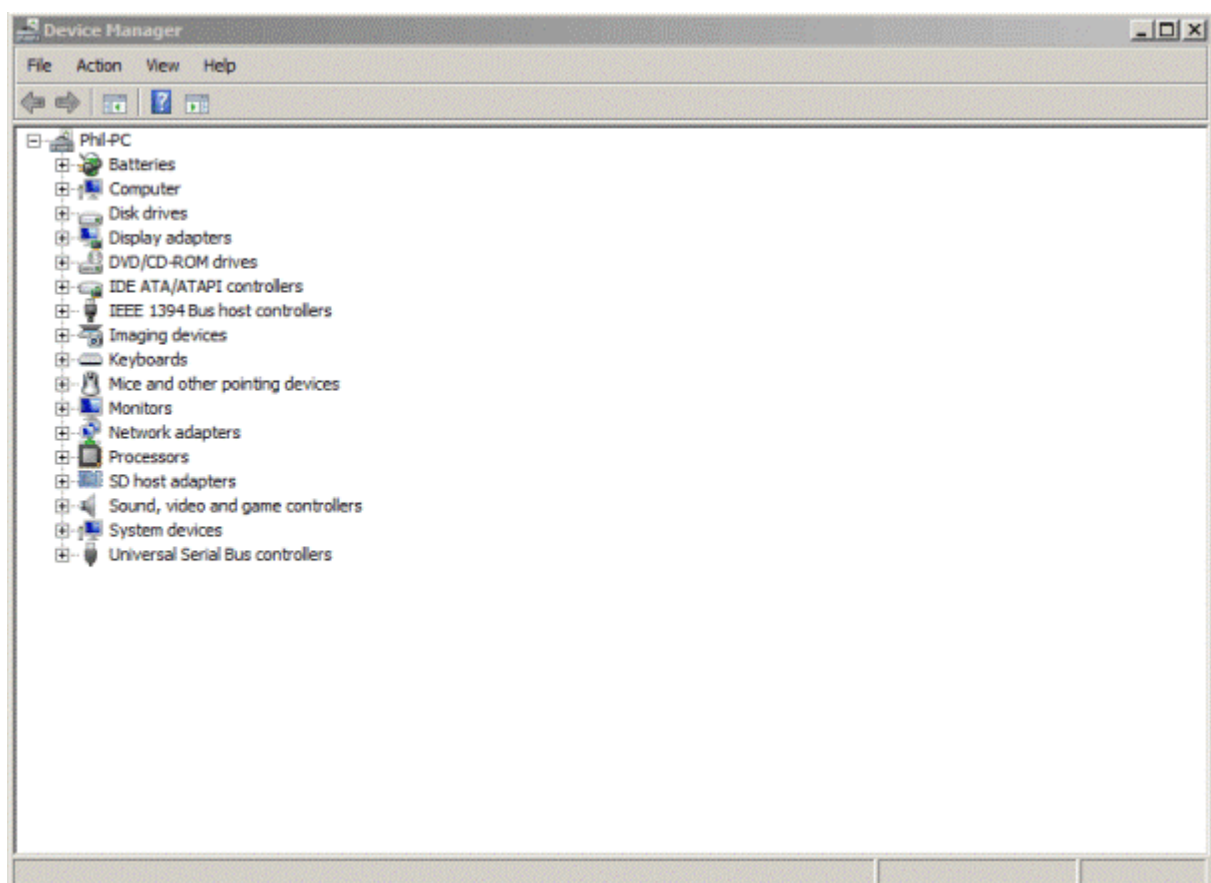 Device Manager
File Action View Help
Phil-PC
Batteries
Computer
Disk drives
Display adapters
DVD/CD-ROM drives
IDE ATA/ATAPI controllers
IEEE 1394 Bus host controllers
Imaging devices
Keyboards
Mice and other pointing devices
Monitors
Network adapters
Processors
SD host adapters
Sound, video and game controllers
System devices
Universal Serial Bus controllers